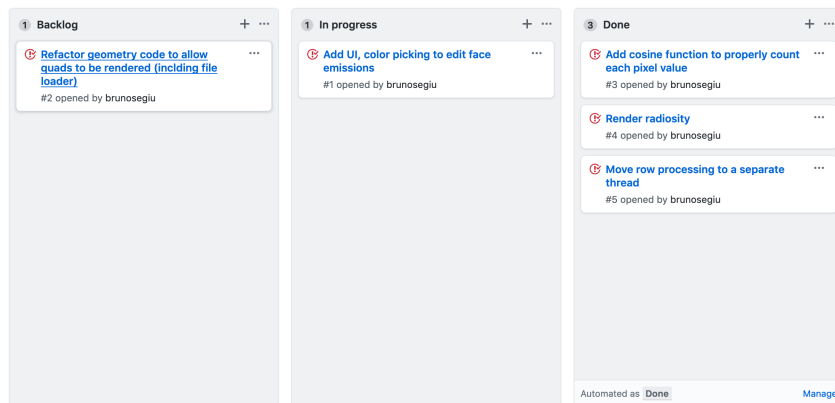 1 Backlog
Refactor geometry code to allow
quads to be rendered (inclding file
loader)
#2 opened by brunosegiu
1 In progress
Add UI, color picking to edit face
emissions
#1 opened by brunosegiu
3 Done
Add cosine function to properly count
each pixel value
#3 opened by brunosegiu
Render radiosity
#4 opened by brunosegiu
Move row processing to a separate
thread
#5 opened by brunosegiu
Automated as Done Manage